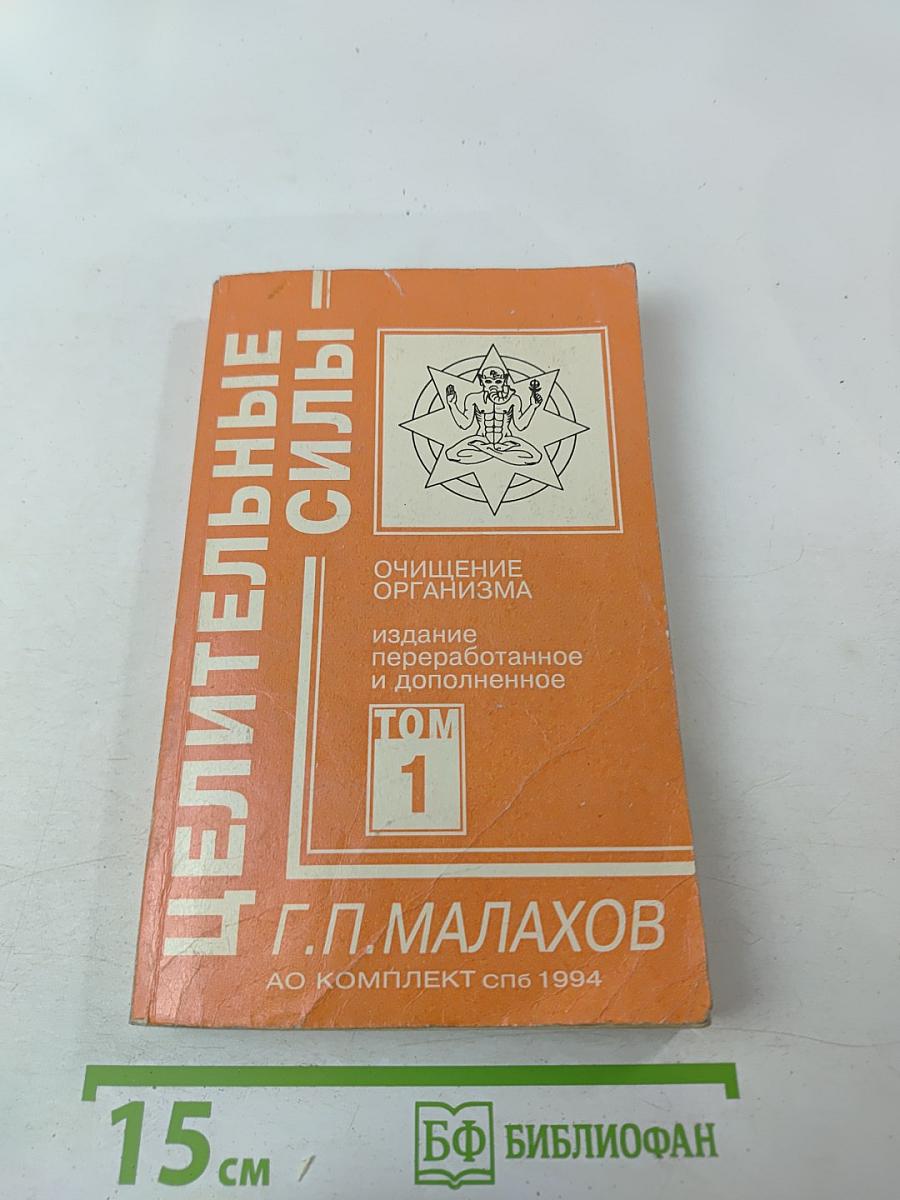 ЦЕЛИТЕЛЬНЫЕ
СИЛЫ
ОЧИЩЕНИЕ
ОРГАНИЗМА
издание
переработанное
и дополненное
ТОМ
1
Г.П.МАЛАХОВ
АО КОМПЛЕКТ спб 1994
15 см
БФ БИБЛИОФАН